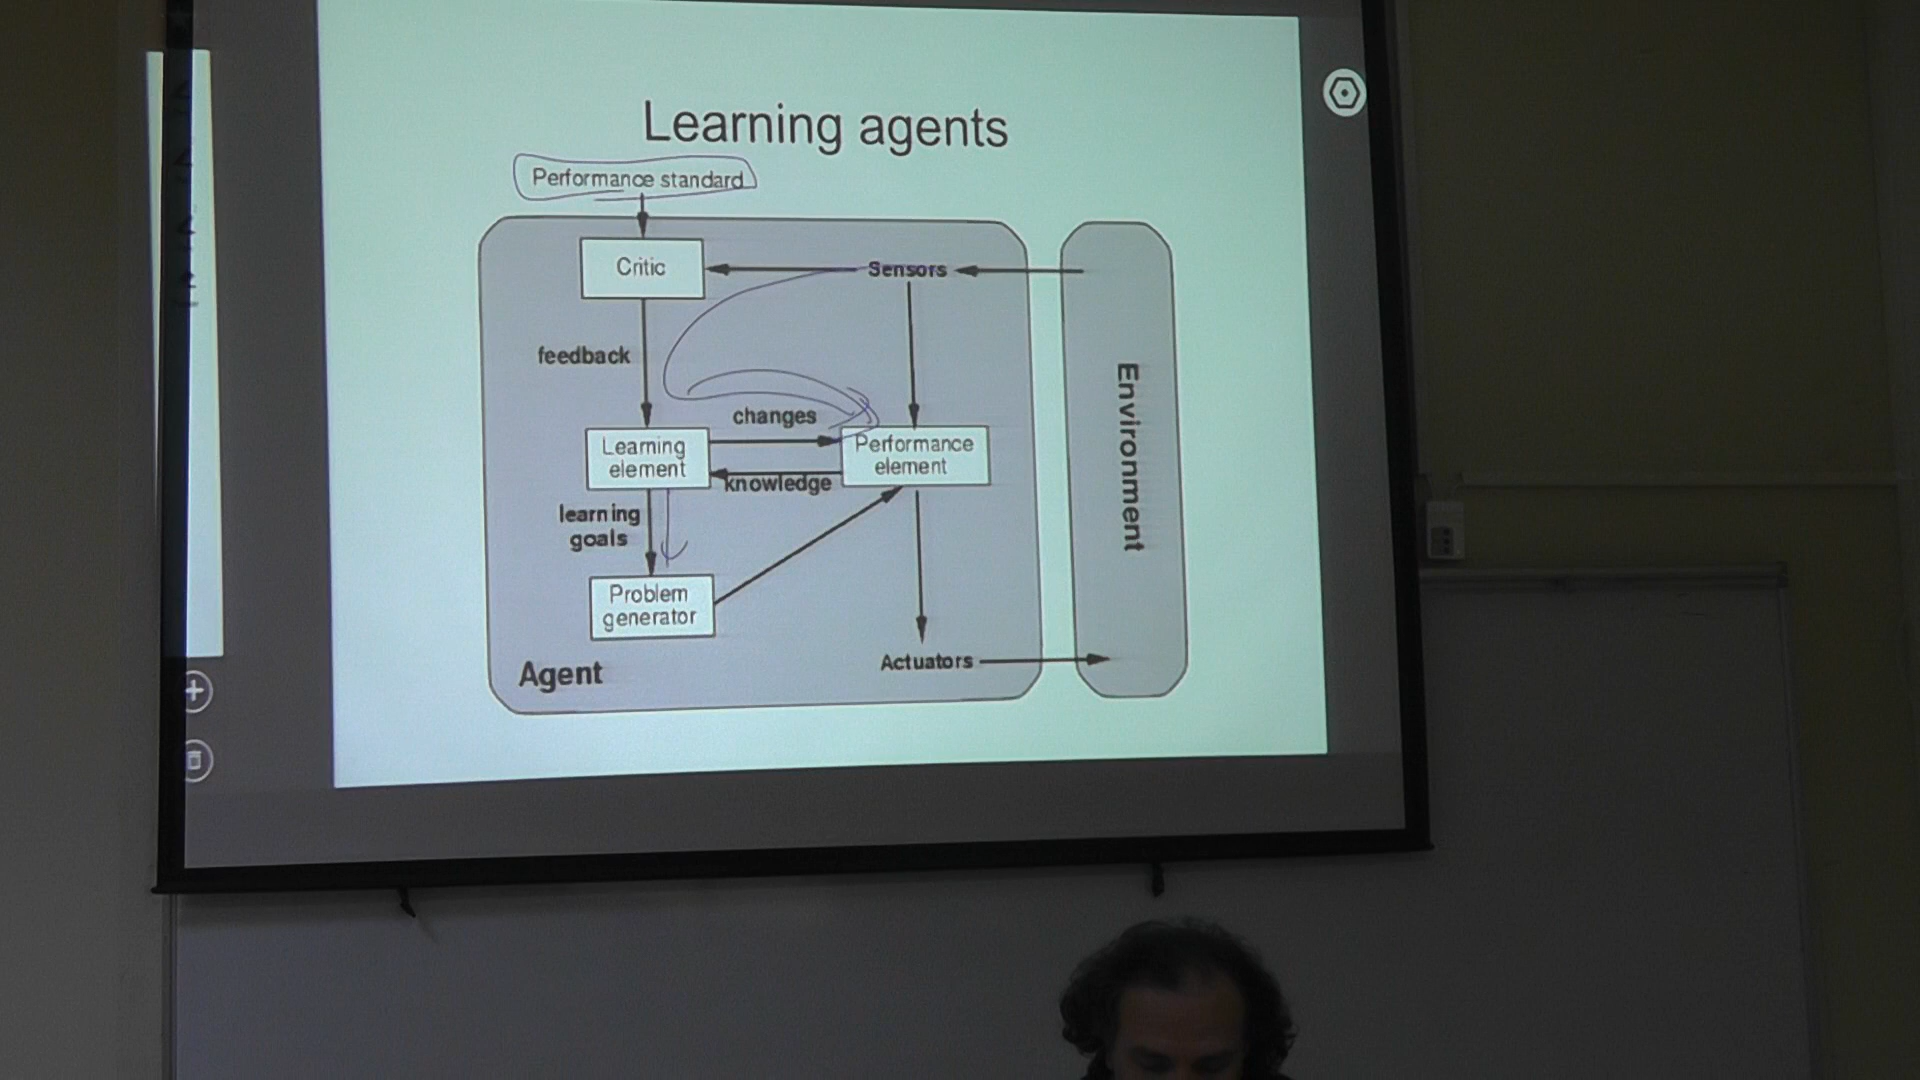 Learning agents
Performance standard
Critic
Sensors
feedback
changes
Learning
element
Performance
element
knowledge
learning
goals
Problem
generator
Agent
Actuators
Environment